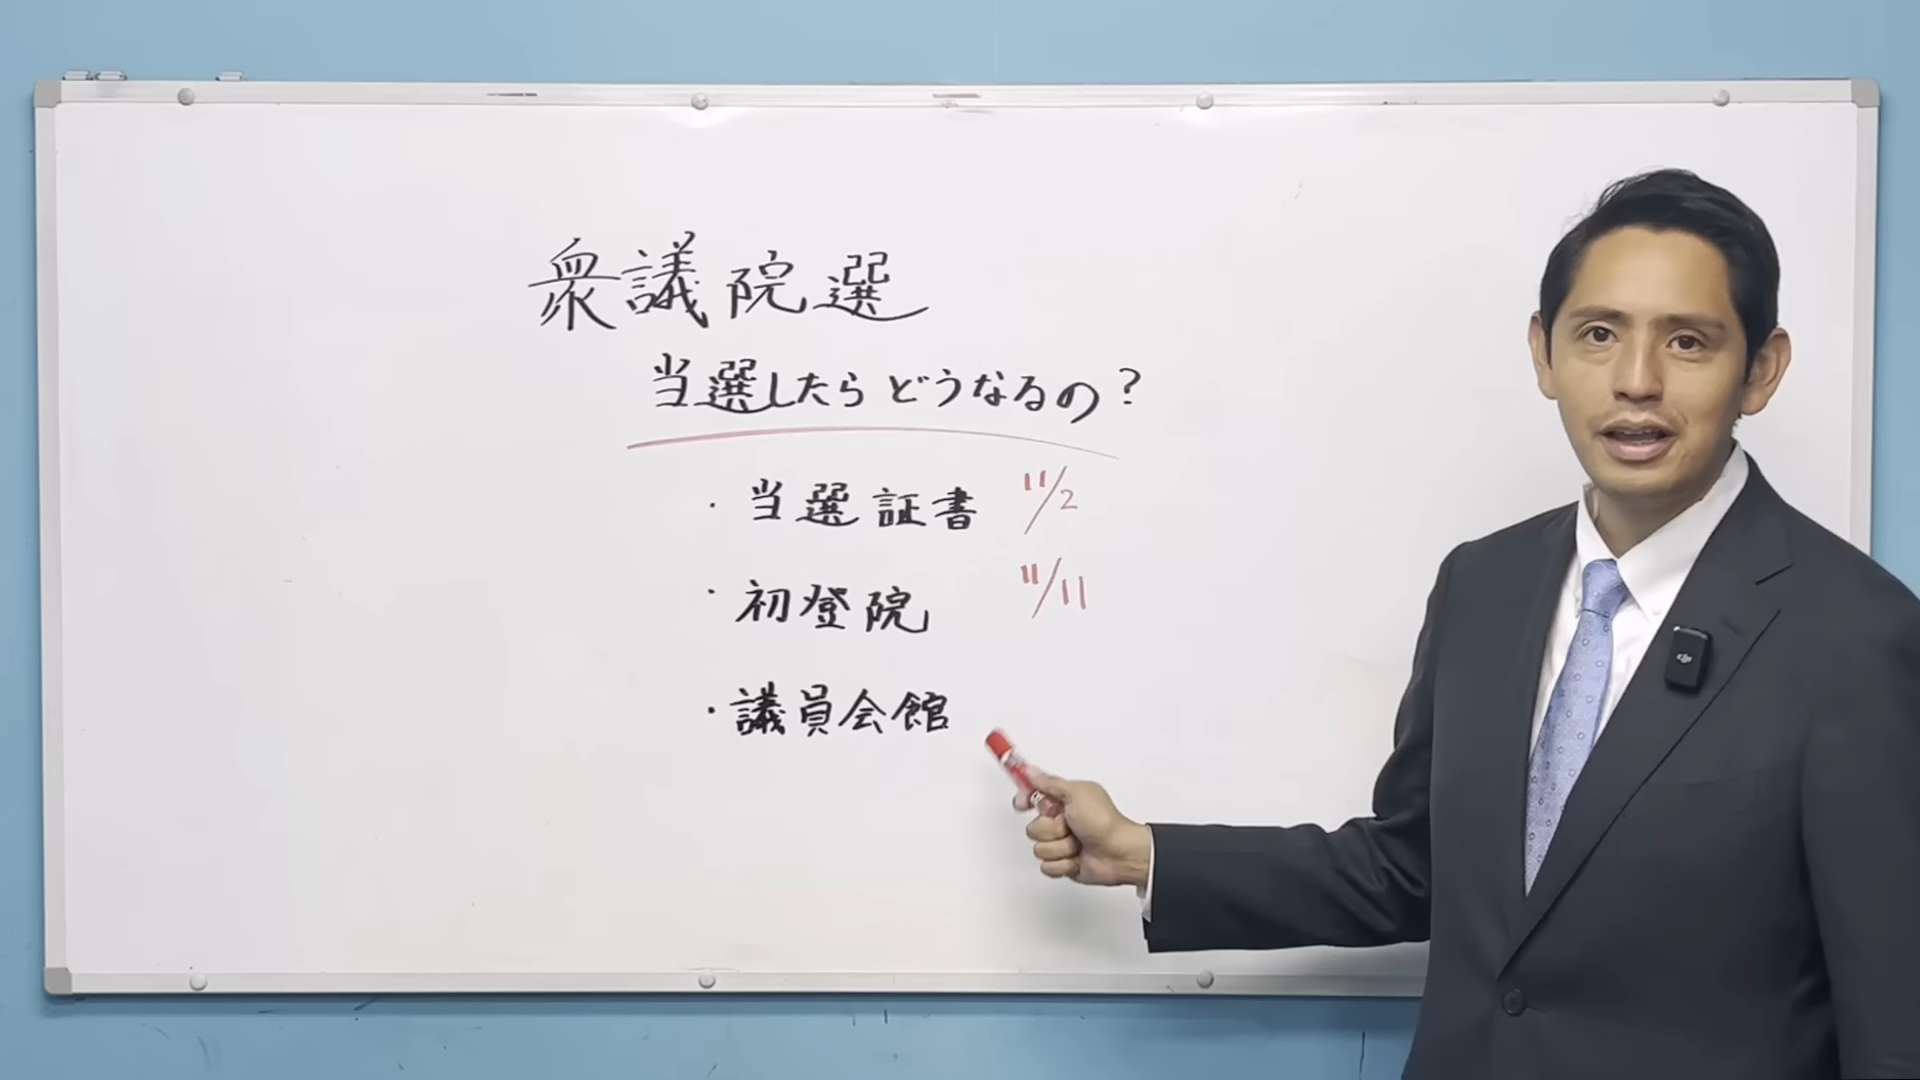 衆議院選
当選したらどうなるの?
・当選証書 11/2
・初登院 11/11
・議員会館
dji